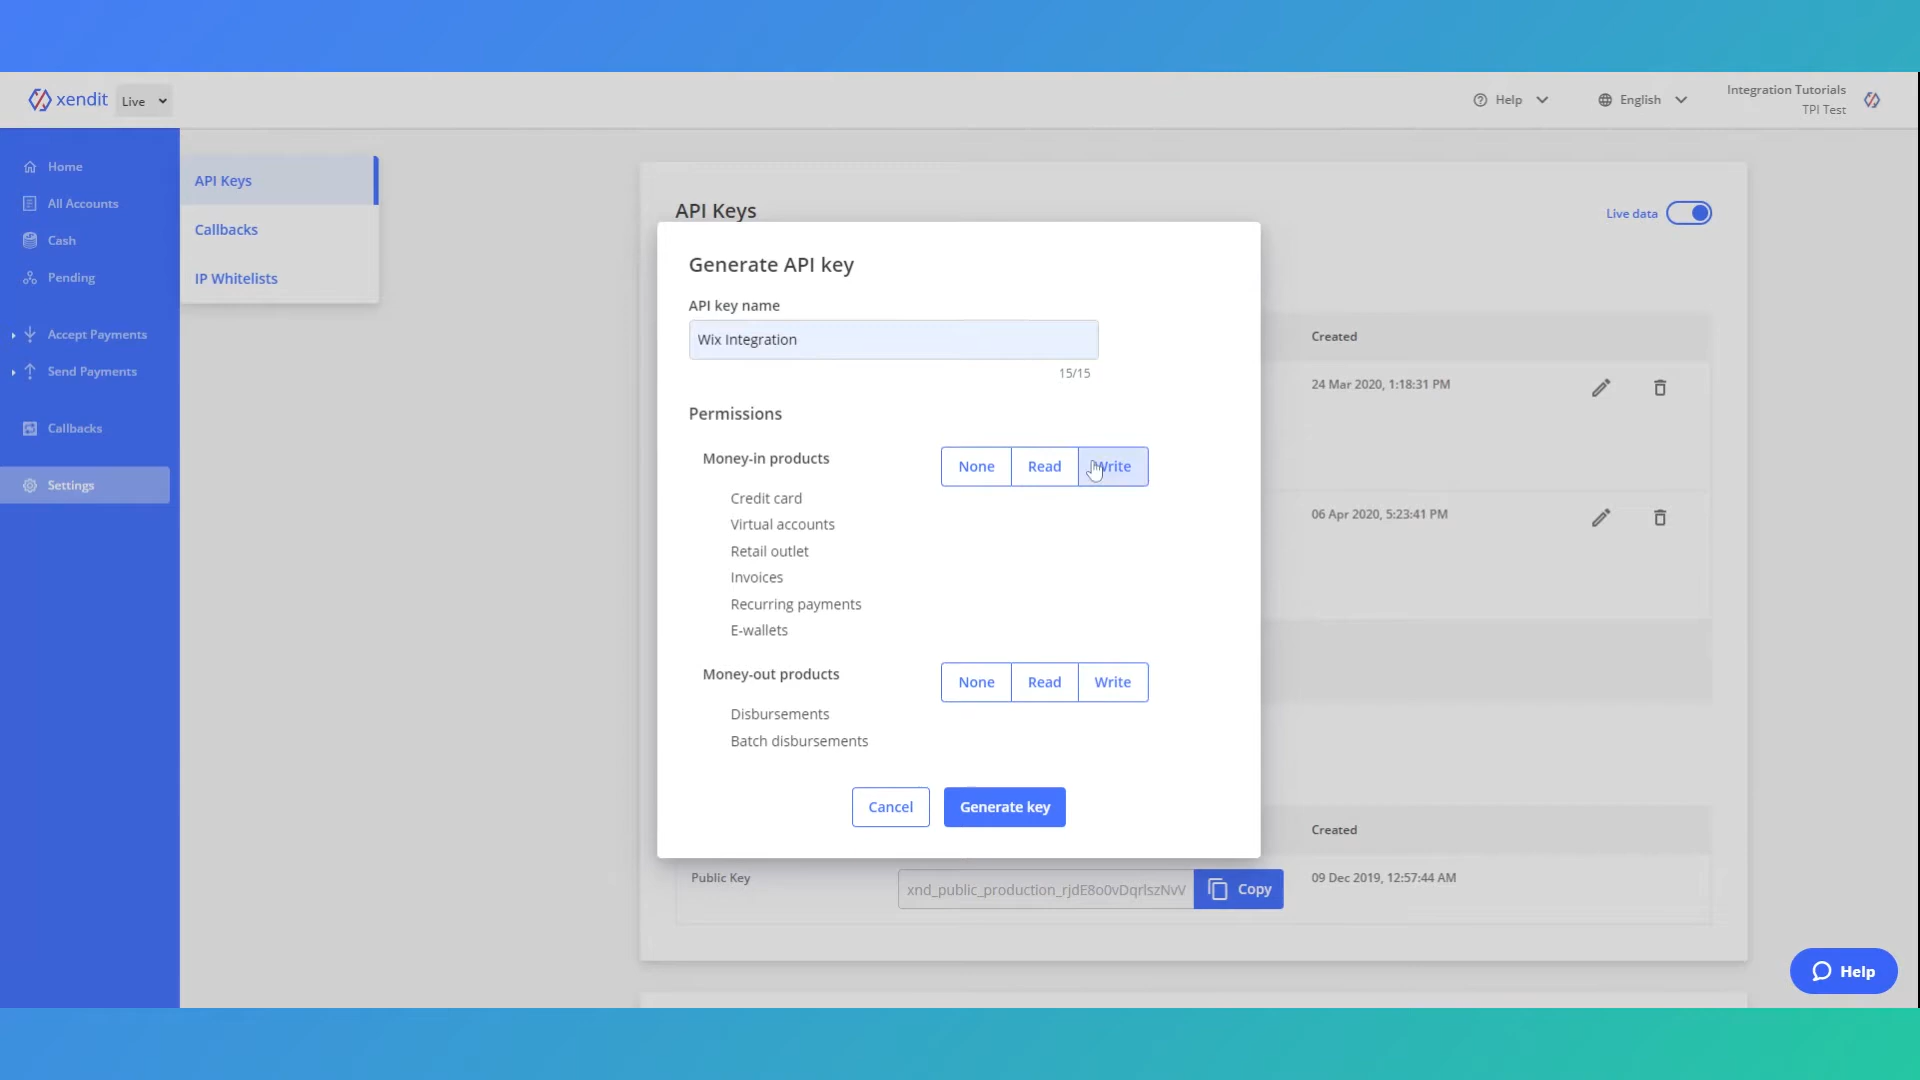 xendit
Live
Help
English
Integration Tutorials
TPI Test
Home
All Accounts
Cash
Pending
Accept Payments
Send Payments
Callbacks
Settings
API Keys
Callbacks
IP Whitelists
API Keys
Live data
Generate API key
API key name
Wix Integration
15/15
Permissions
Money-in products
None Read Write
Credit card
Virtual accounts
Retail outlet
Invoices
Recurring payments
E-wallets
Money-out products
None Read Write
Disbursements
Batch disbursements
Cancel
Generate key
Created
24 Mar 2020, 1:18:31 PM
06 Apr 2020, 5:23:41 PM
Created
Public Key
xnd_public_production_rjdE8o0vDqrlszNvV
Copy
09 Dec 2019, 12:57:44 AM
Help